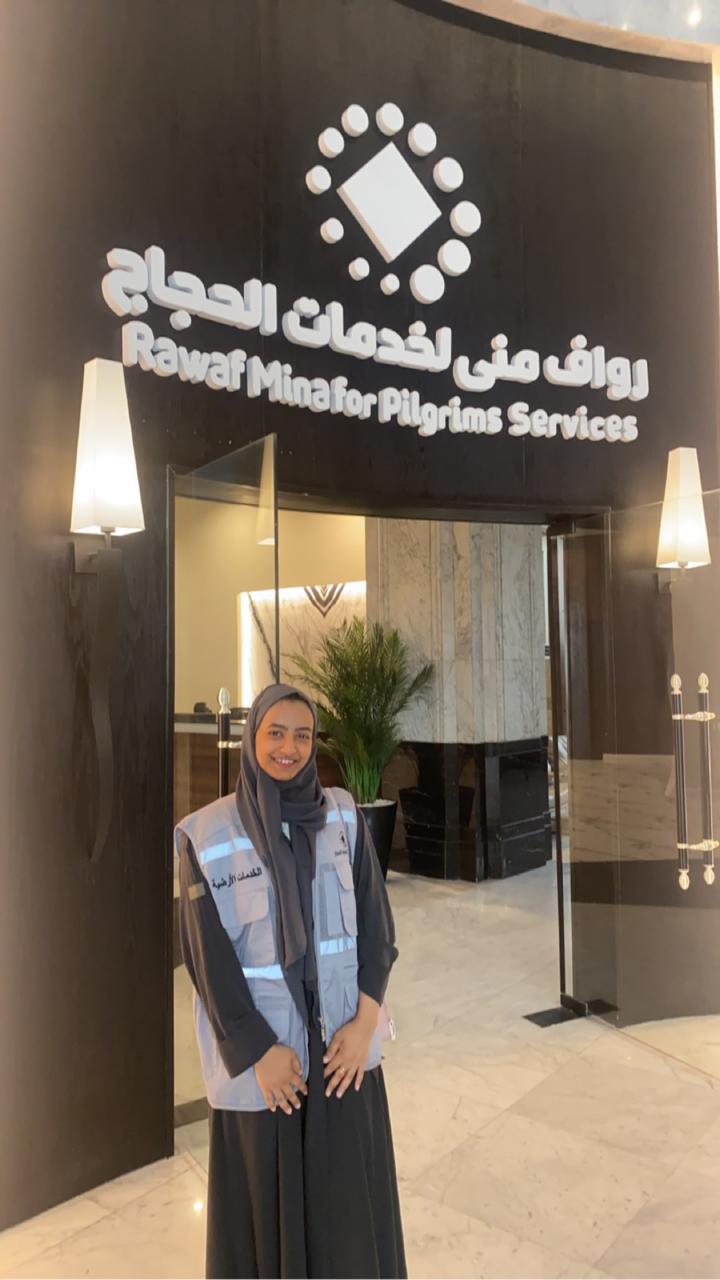 رواف منى لخدمات الحجاج
Rawaf Mina for Pilgrims Services
الخدمات الأرضية